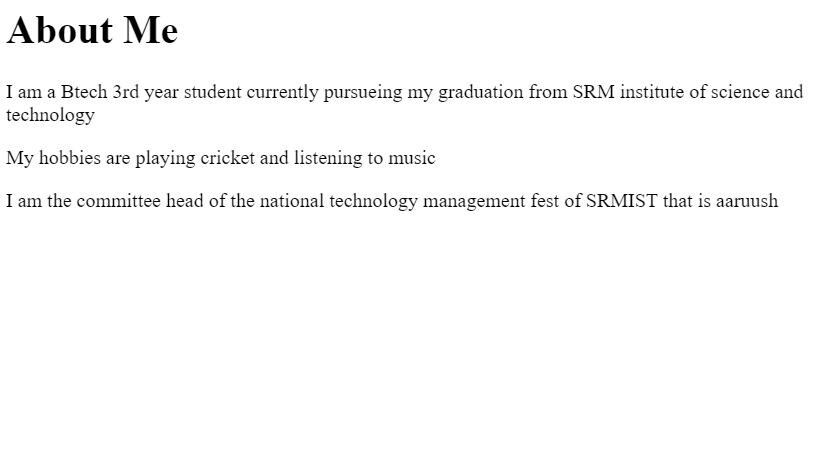 About Me
I am a Btech 3rd year student currently pursueing my graduation from SRM institute of science and
technology
My hobbies are playing cricket and listening to music
I am the committee head of the national technology management fest of SRMIST that is aaruush